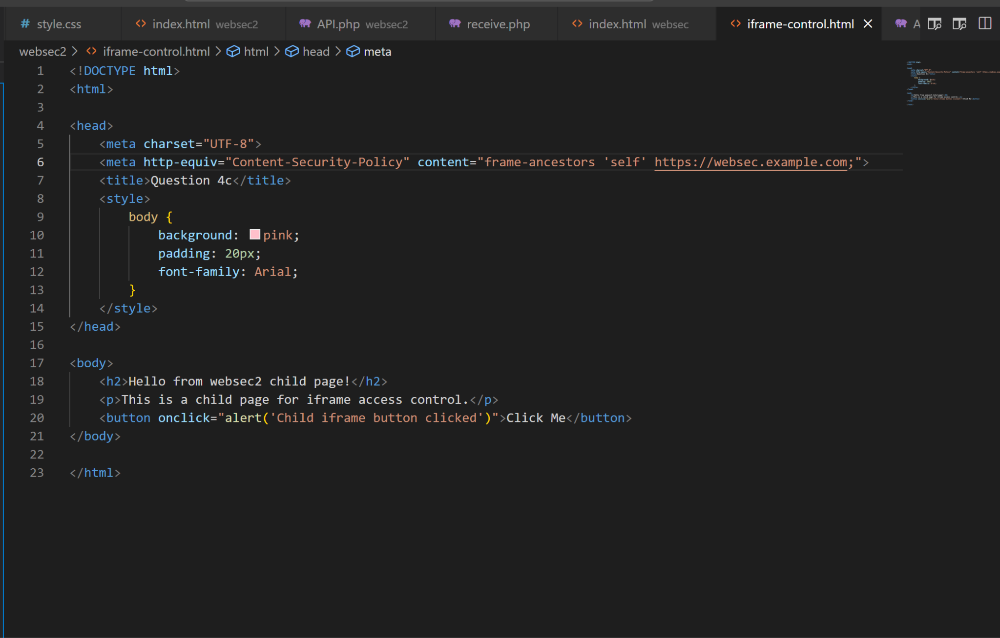 # style.css <> index.html websec2 API.php websec2 receive.php <> index.html websec <> iframe-control.html × A
websec2 > <> iframe-control.html > html > head > meta
1 <!DOCTYPE html>
2 <html>
3
4 <head>
5 <meta charset="UTF-8">
6 <meta http-equiv="Content-Security-Policy" content="frame-ancestors 'self' https://websec.example.com;">
7 <title>Question 4c</title>
8 <style>
9 body {
10 background: pink;
11 padding: 20px;
12 font-family: Arial;
13 }
14 </style>
15 </head>
16
17 <body>
18 <h2>Hello from websec2 child page!</h2>
19 <p>This is a child page for iframe access control.</p>
20 <button onclick="alert('Child iframe button clicked')">Click Me</button>
21 </body>
22
23 </html>